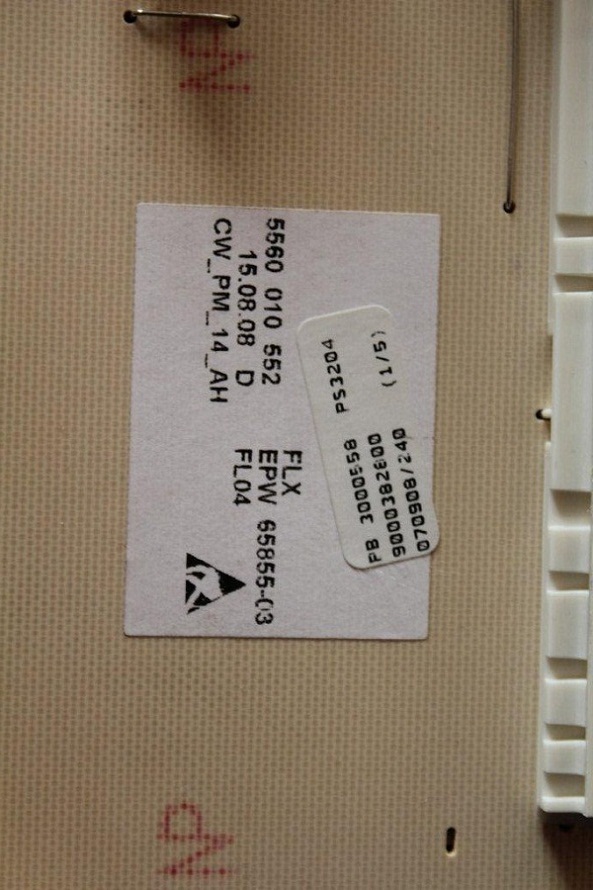 PB 3000558 PS3204
9000382800
070908/240 (1/5)
5560 010 552
15.08.08 D
CW_PM_14_AH
FLX
EPW 65855-03
FL04